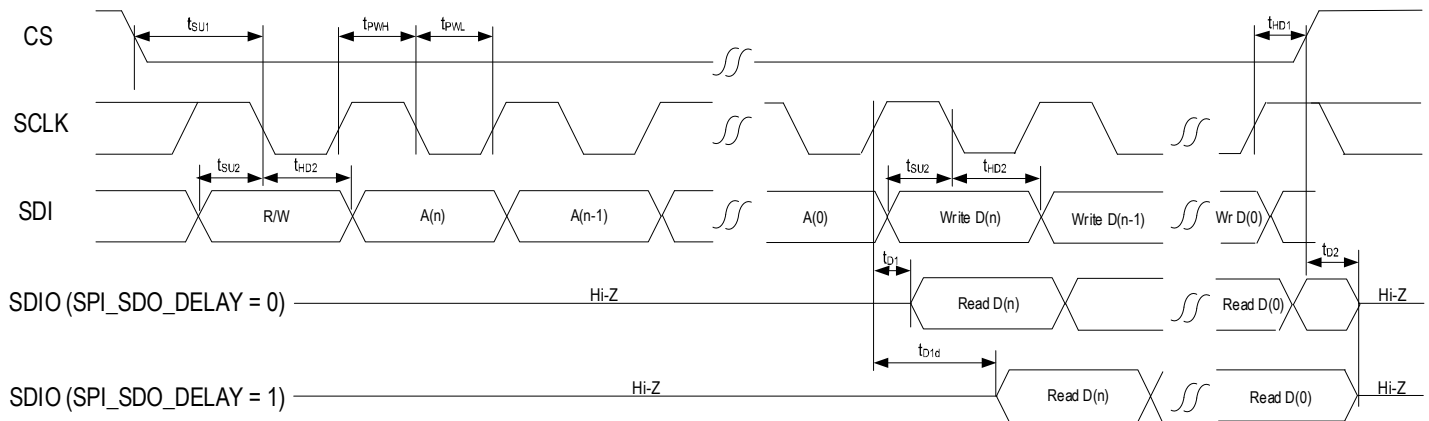 CS
tSU1
tPWH
tPWL
tHD1
SCLK
tSU2
tHD2
tSU2
tHD2
SDI
R/W
A(n)
A(n-1)
A(0)
Write D(n)
Write D(n-1)
Wr D(0)
tD1
tD2
SDIO (SPI_SDO_DELAY = 0)
Hi-Z
Read D(n)
Read D(0)
Hi-Z
tD1d
SDIO (SPI_SDO_DELAY = 1)
Hi-Z
Read D(n)
Read D(0)
Hi-Z